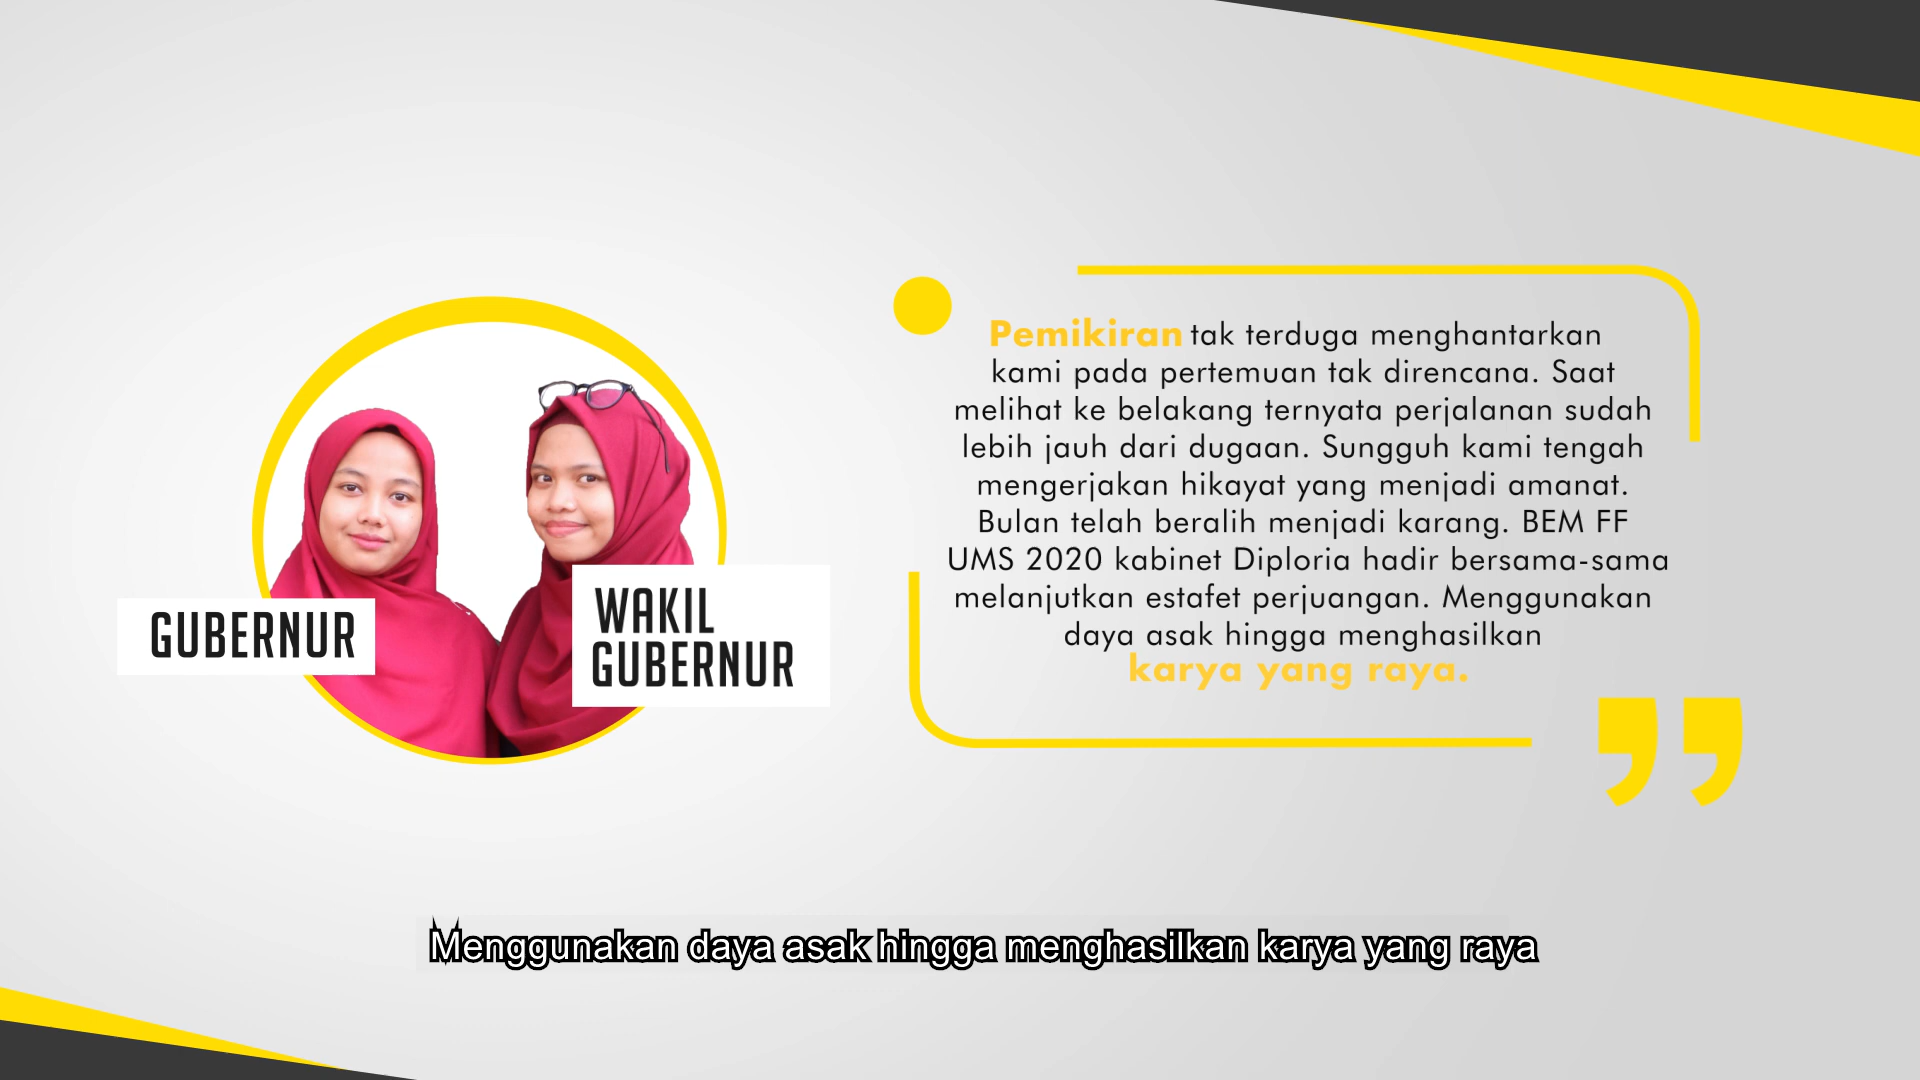 GUBERNUR
WAKIL
GUBERNUR
Pemikiran tak terduga menghantarkan
kami pada pertemuan tak direncana. Saat
melihat ke belakang ternyata perjalanan sudah
lebih jauh dari dugaan. Sungguh kami tengah
mengerjakan hikayat yang menjadi amanat.
Bulan telah beralih menjadi karang. BEM FF
UMS 2020 kabinet Diploria hadir bersama-sama
melanjutkan estafet perjuangan. Menggunakan
daya asak hingga menghasilkan
karya yang raya.
Menggunakan daya asak hingga menghasilkan karya yang raya